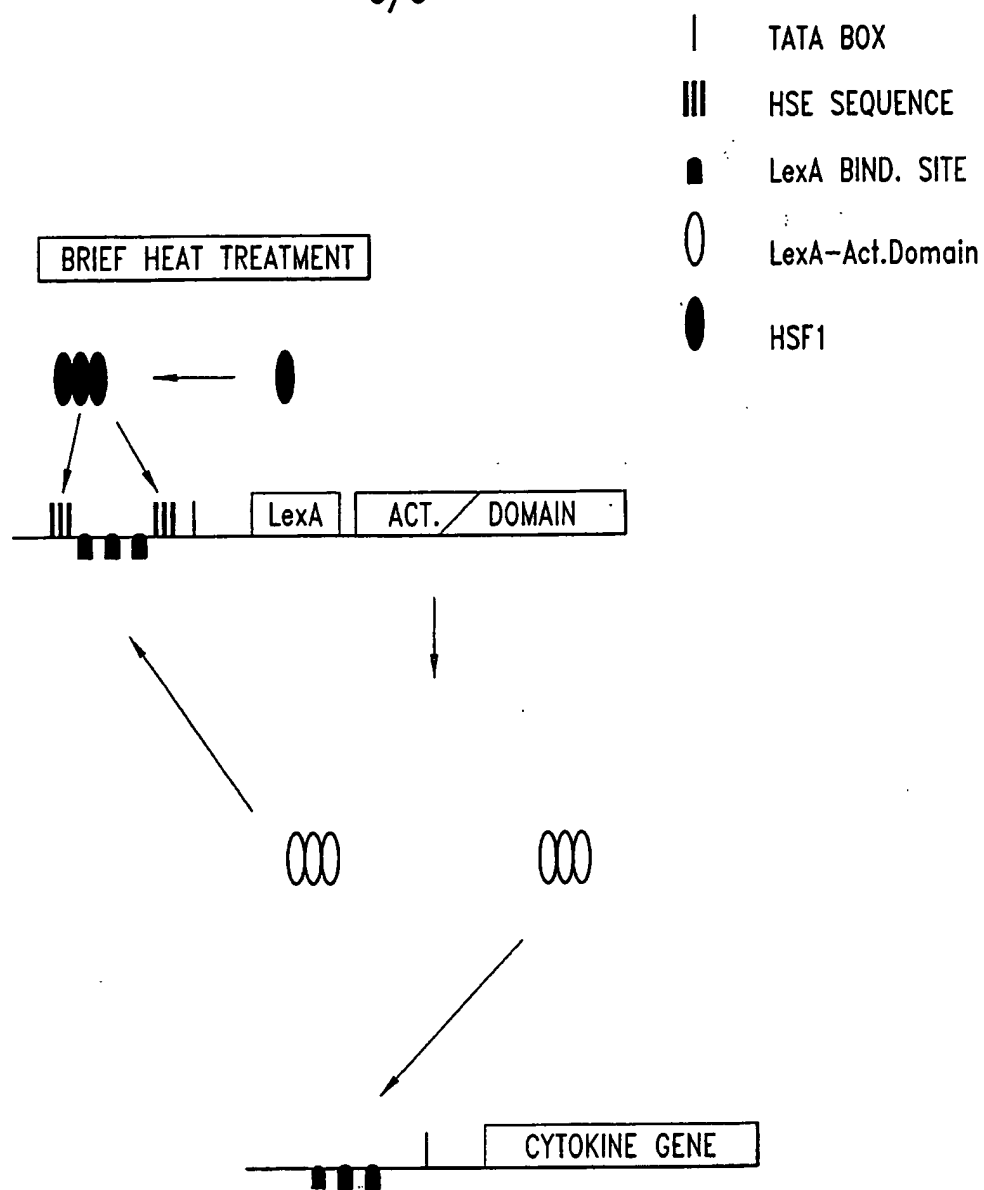 TATA BOX
HSE SEQUENCE
LexA BIND. SITE
LexA-Act.Domain
HSF1
BRIEF HEAT TREATMENT
LexA ACT. / DOMAIN
CYTOKINE GENE